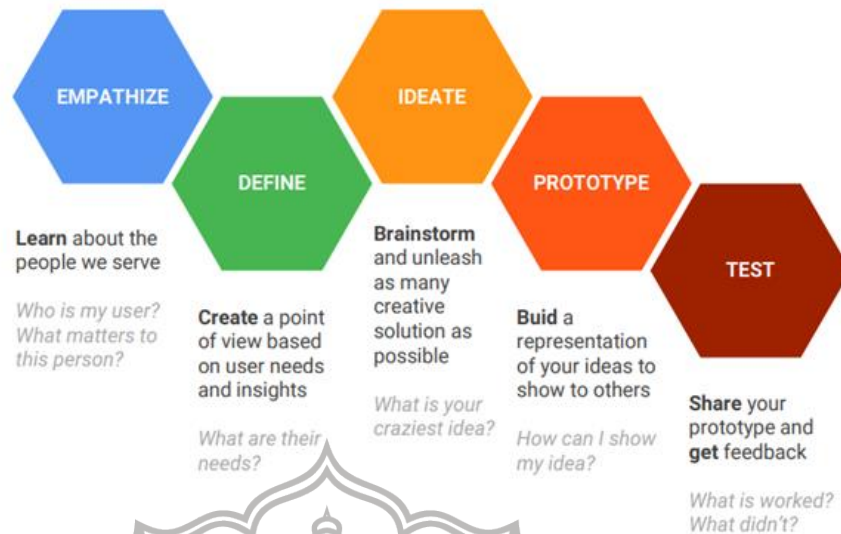 EMPATHIZE
Learn about the
people we serve
Who is my user?
What matters to
this person?
DEFINE
Create a point
of view based
on user needs
and insights
What are their
needs?
IDEATE
Brainstorm
and unleash
as many
creative
solution as
possible
What is your
craziest idea?
PROTOTYPE
Buid a
representation
of your ideas to
show to others
How can I show
my idea?
TEST
Share your
prototype and
get feedback
What is worked?
What didn't?